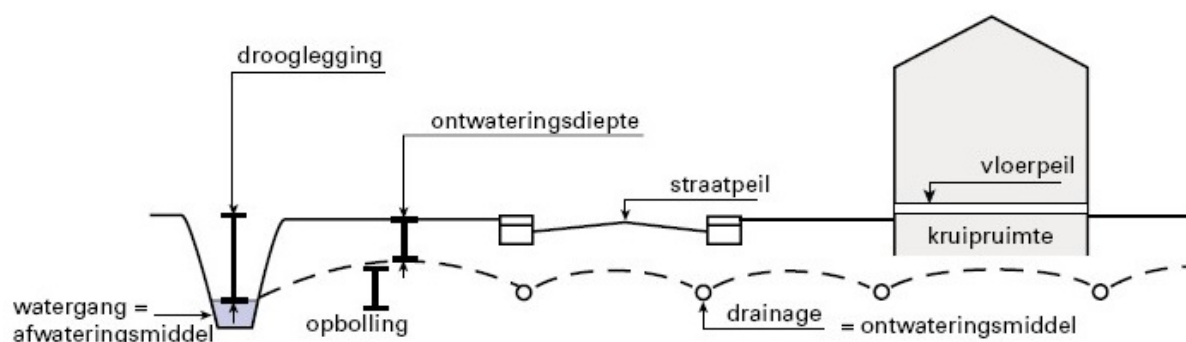 drooglegging
ontwateringsdiepte
vloerpeil
straatpeil
kruipruimte
watergang =
afwateringsmiddel
opbolling
drainage = ontwateringsmiddel